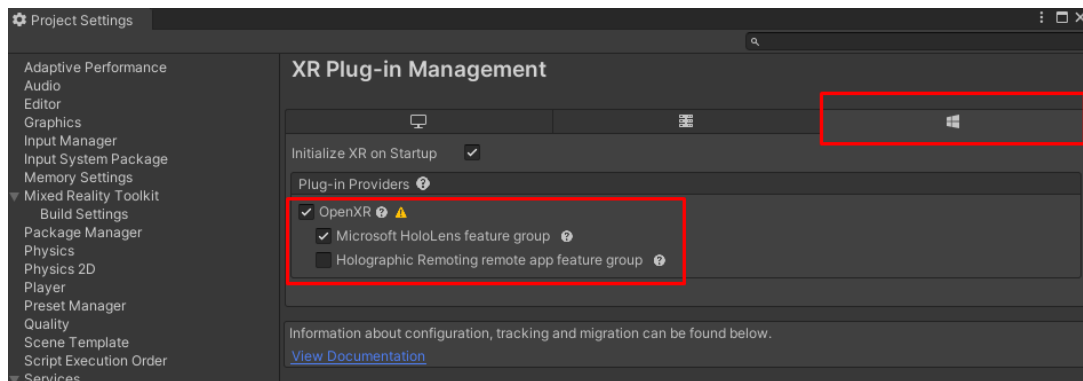 Project Settings
Adaptive Performance
Audio
Editor
Graphics
Input Manager
Input System Package
Memory Settings
Mixed Reality Toolkit
Build Settings
Package Manager
Physics
Physics 2D
Player
Preset Manager
Quality
Scene Template
Script Execution Order
Services
XR Plug-in Management
Initialize XR on Startup
Plug-in Providers
OpenXR
Microsoft HoloLens feature group
Holographic Remoting remote app feature group
Information about configuration, tracking and migration can be found below.
View Documentation